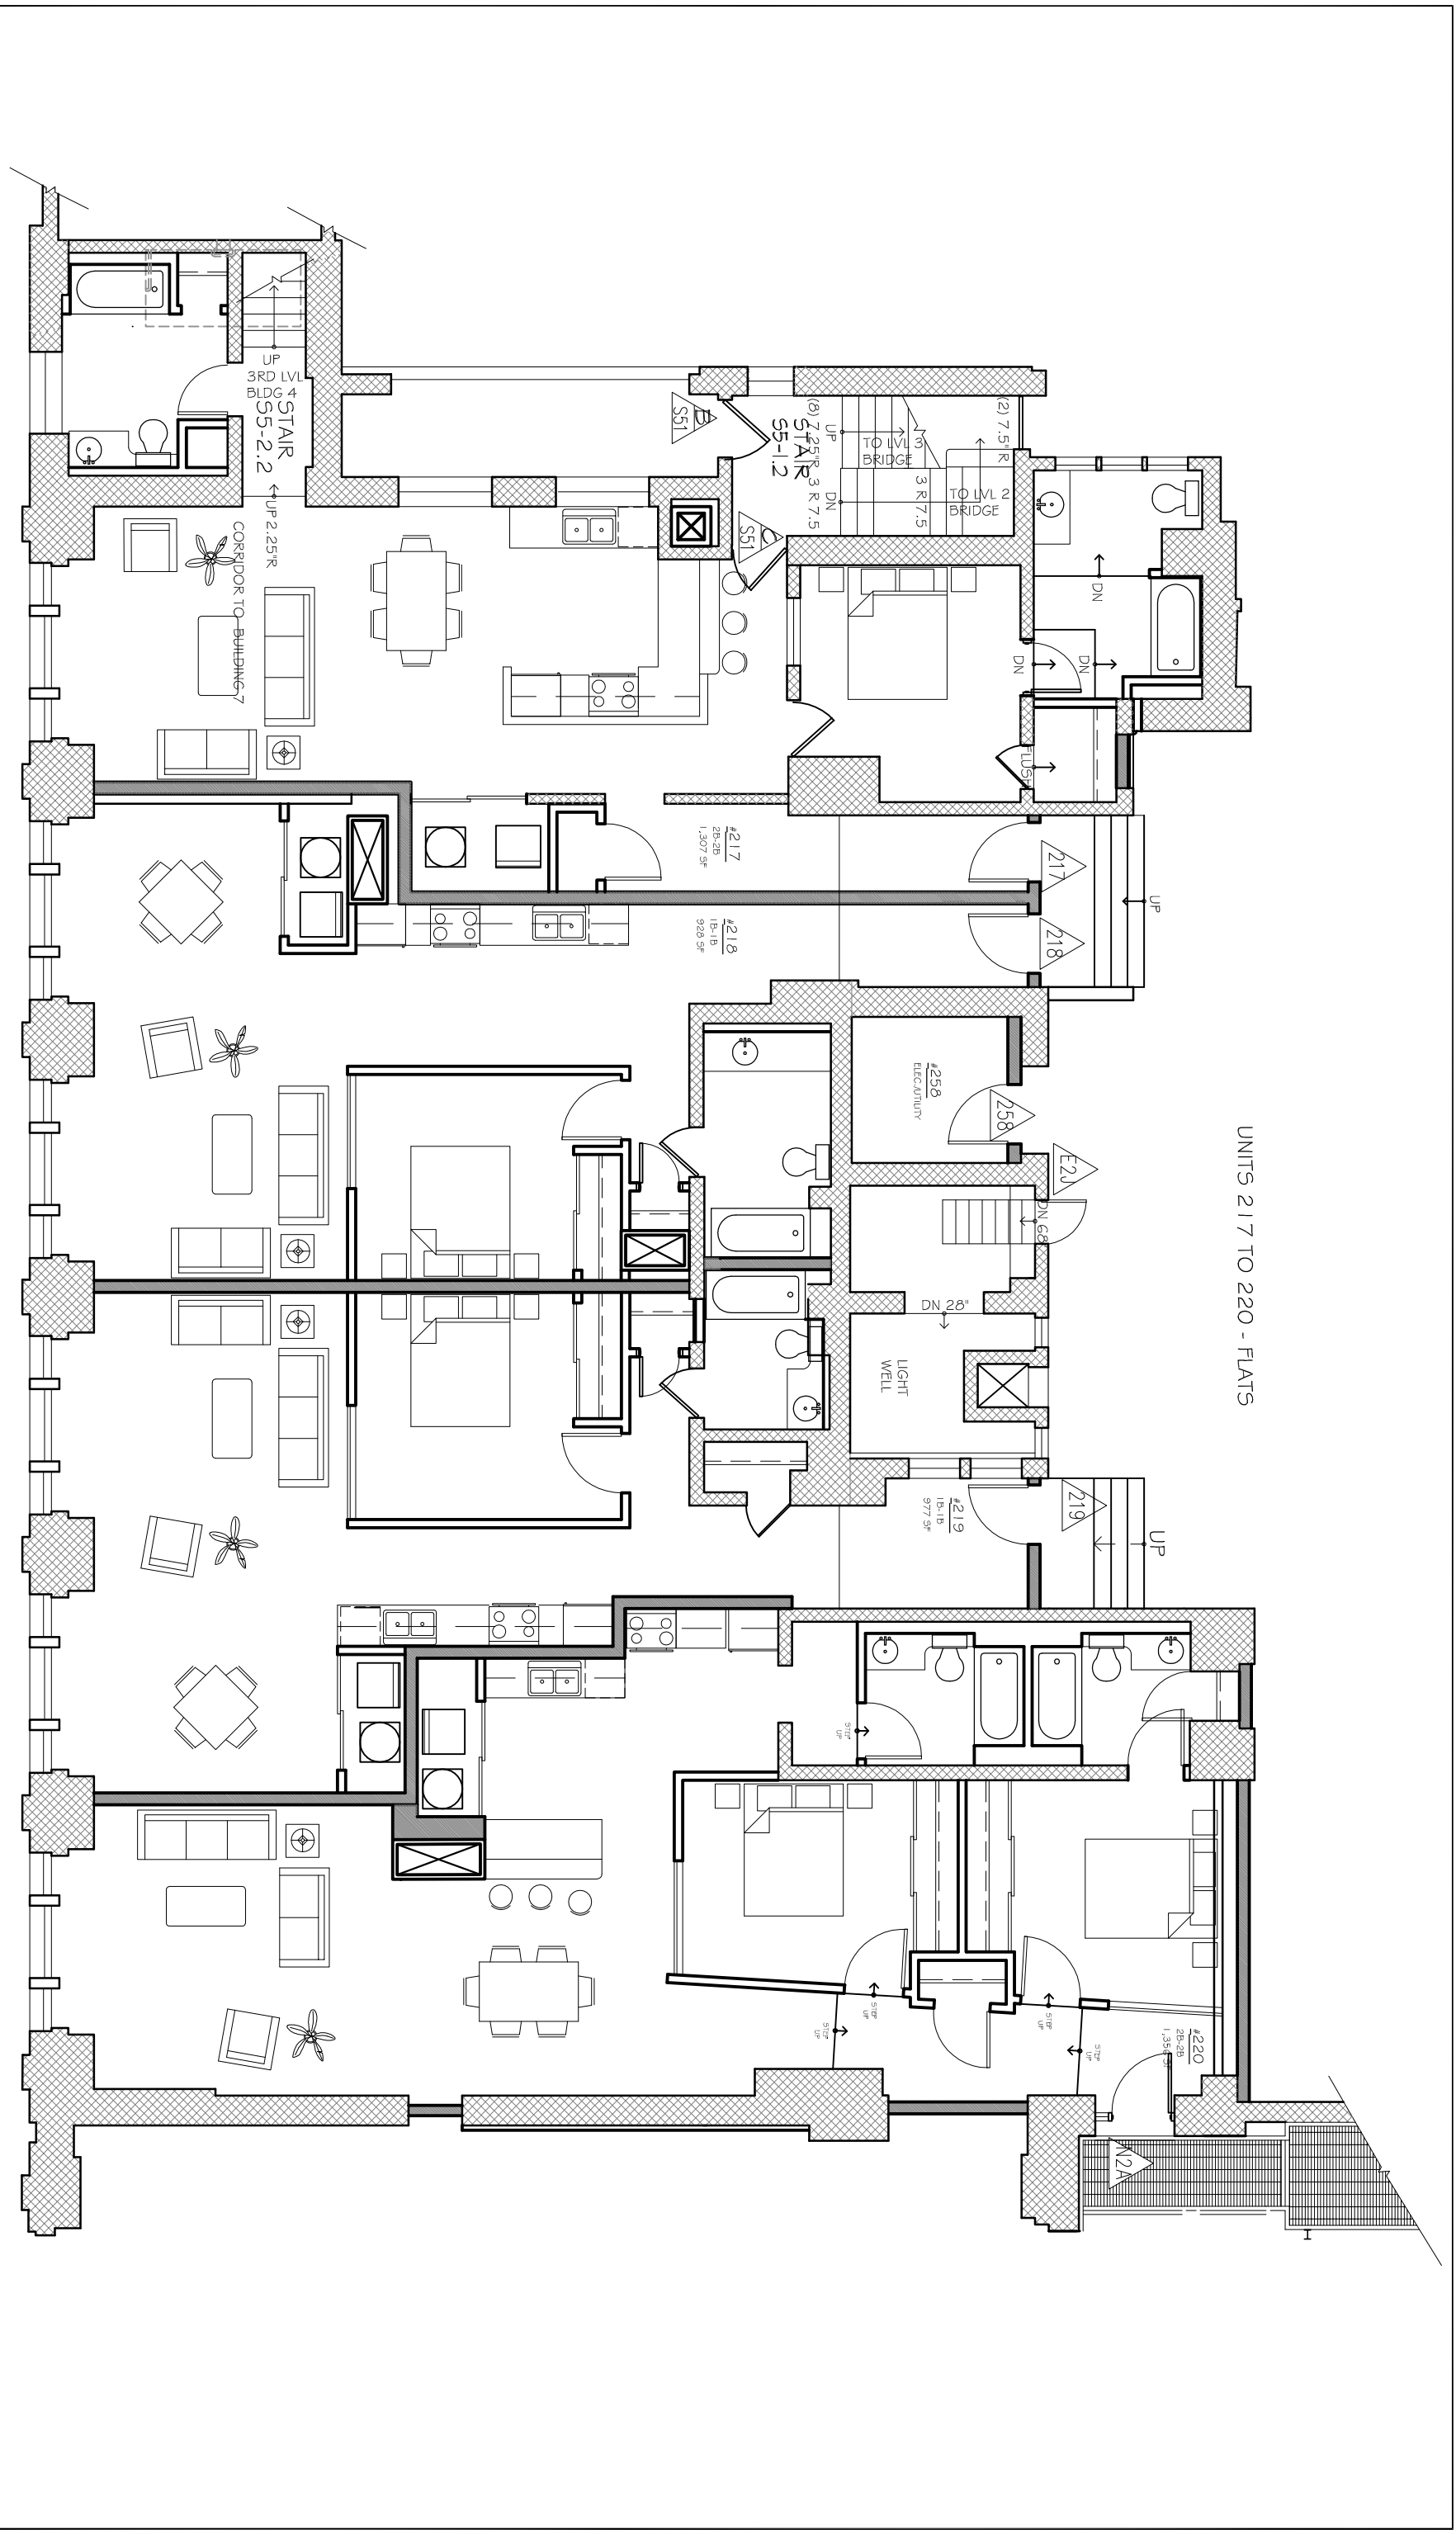 UNITS 217 TO 220 - FLATS
(2) 7.5"R
TO LVL 2
BRIDGE
3 R7.5
TO LVL 3
BRIDGE
UP
DN
(8) 7.25"R
3 R 7.5
STAIR
S5-1.2
B
S51
C
S51
UP
3RD LVL
BLDG 4
STAIR
S5-2.2
UP 2.25"R
CORRIDOR TO BUILDING 7
DN
DN
DN
FLUSH
217
218
UP
#217
2B-2B
1,307 SF
#218
1B-1B
928 SF
#258
ELEC./UTILITY
258
E2J
DN 68"
DN 28"
LIGHT
WELL
219
UP
#219
1B-1B
977 SF
STEP
UP
STEP
UP
STEP
UP
STEP
UP
STEP
UP
#220
2B-2B
N2A